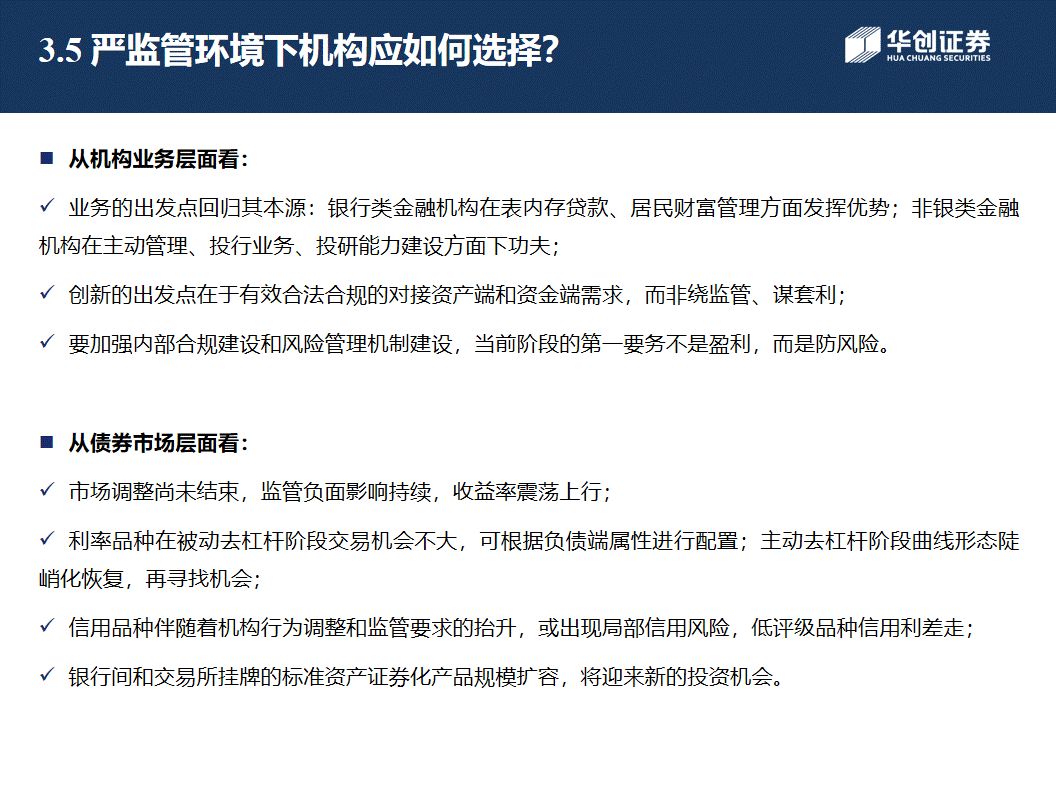 3.5 严监管环境下机构应如何选择？
华创证券
HUA CHUANG SECURITIES
■ 从机构业务层面看：
✓ 业务的出发点回归其本源：银行类金融机构在表内存贷款、居民财富管理方面发挥优势；非银类金融
机构在主动管理、投行业务、投研能力建设方面下功夫；
✓ 创新的出发点在于有效合法合规的对接资产端和资金端需求，而非绕监管、谋套利；
✓ 要加强内部合规建设和风险管理机制建设，当前阶段的第一要务不是盈利，而是防风险。
■ 从债券市场层面看：
✓ 市场调整尚未结束，监管负面影响持续，收益率震荡上行；
✓ 利率品种在被动去杠杆阶段交易机会不大，可根据负债端属性进行配置；主动去杠杆阶段曲线形态陡
峭化恢复，再寻找机会；
✓ 信用品种伴随着机构行为调整和监管要求的抬升，或出现局部信用风险，低评级品种信用利差走；
✓ 银行间和交易所挂牌的标准资产证券化产品规模扩容，将迎来新的投资机会。